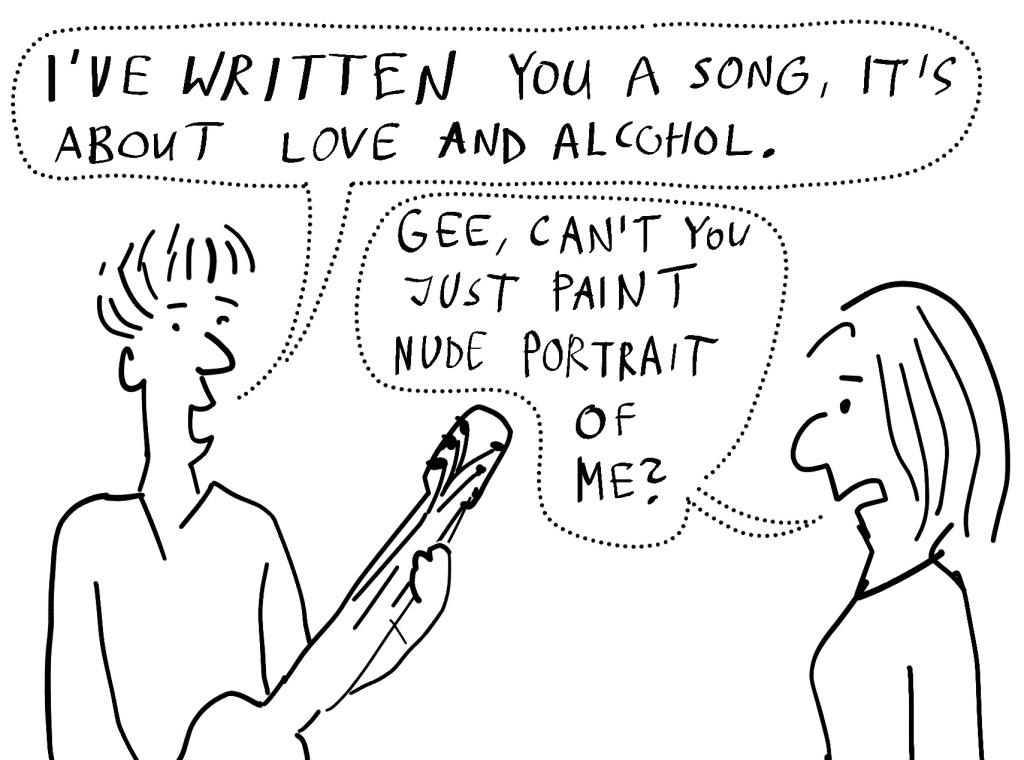 I'VE WRITTEN YOU A SONG, IT'S
ABOUT LOVE AND ALCOHOL.
GEE, CAN'T YOU
JUST PAINT
NUDE PORTRAIT
OF
ME?